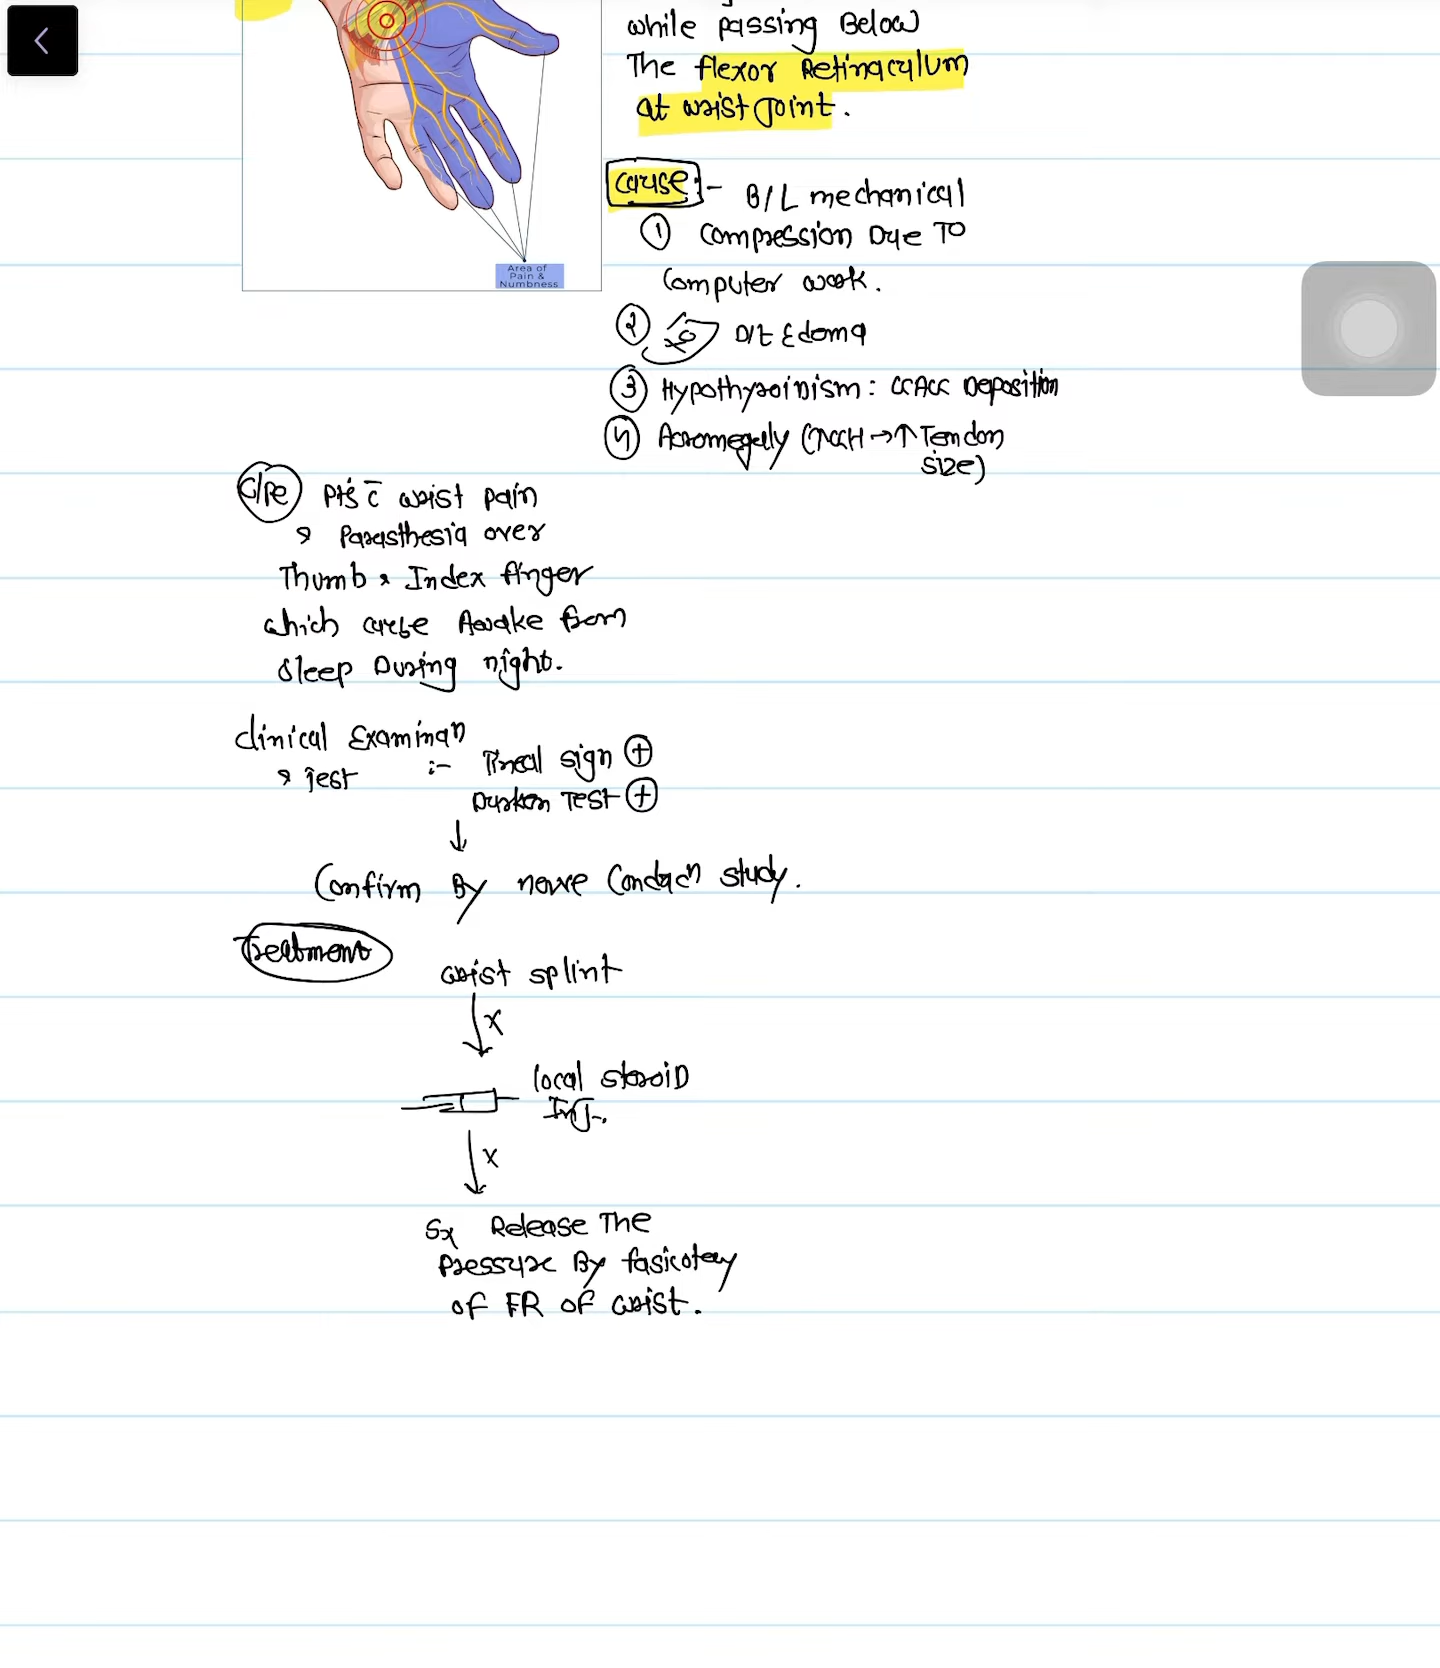 while passing Below
The flexor Retinaculum
at wrist Joint.
Cause :- B/L mechanical
① Compression Due To
Computer work.
② D/t Edema
③ Hypothyroidism: GAG Deposition
④ Acromegaly (↑GH → ↑ Tendon
size)
Area of
Pain &
Numbness
C/Pe Pts c̄ wrist pain
& Parasthesia over
Thumb & Index finger
which Awake from
sleep During night.
Clinical Examinan
& Test :- Tineal sign ⊕
Durkan Test ⊕
↓
Confirm By nerve Conducn study.
Treatment
wrist splint
↓ x
local steroid
Inj.
↓ x
Sx Release The
Pressure By
of FR of wrist.